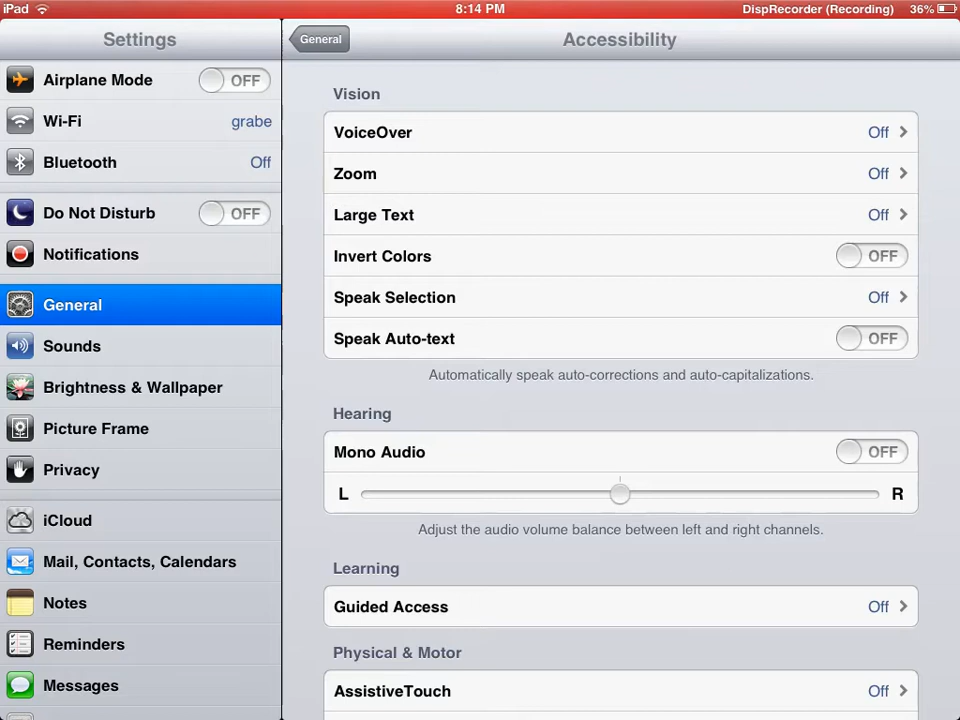 iPad 8:14 PM DispRecorder (Recording) 36%
Settings
Airplane Mode OFF
Wi-Fi grabe
Bluetooth Off
Do Not Disturb OFF
Notifications
General
Sounds
Brightness & Wallpaper
Picture Frame
Privacy
iCloud
Mail, Contacts, Calendars
Notes
Reminders
Messages
General Accessibility
Vision
VoiceOver Off
Zoom Off
Large Text Off
Invert Colors OFF
Speak Selection Off
Speak Auto-text OFF
Automatically speak auto-corrections and auto-capitalizations.
Hearing
Mono Audio OFF
L R
Adjust the audio volume balance between left and right channels.
Learning
Guided Access Off
Physical & Motor
AssistiveTouch Off